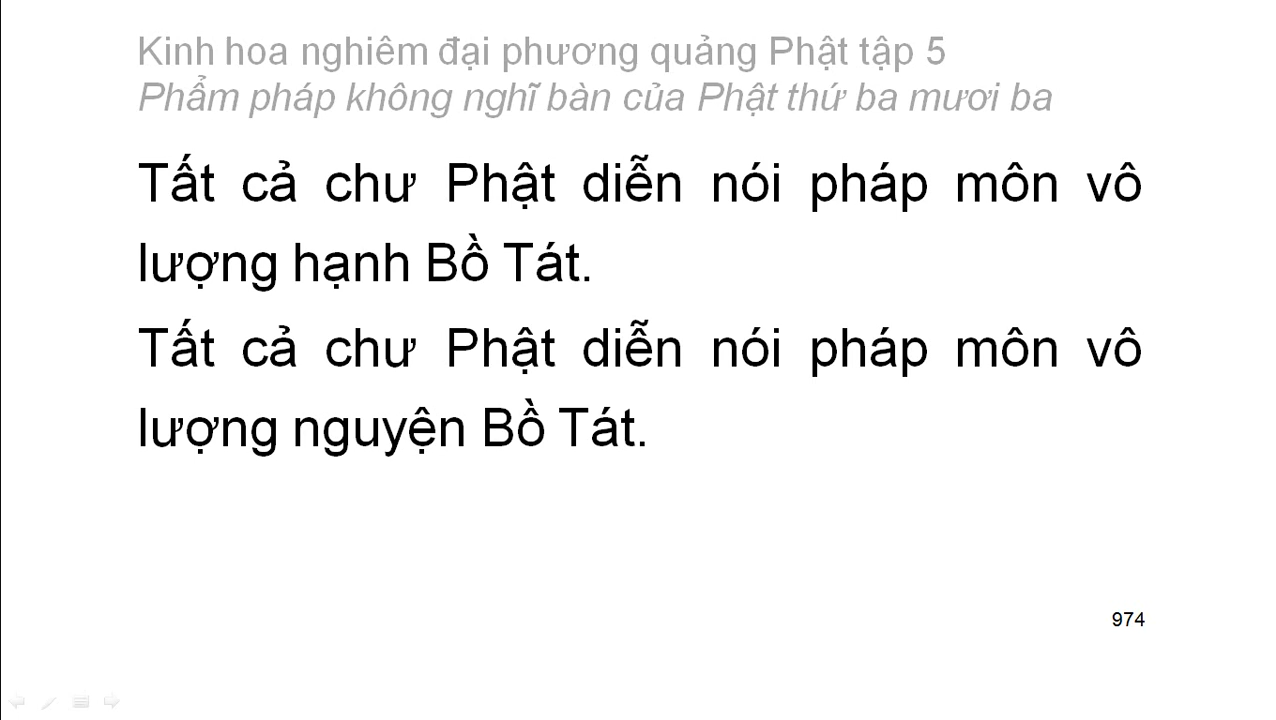 Kinh hoa nghiêm đại phương quảng Phật tập 5
Phẩm pháp không nghĩ bàn của Phật thứ ba mươi ba
Tất cả chư Phật diễn nói pháp môn vô
lượng hạnh Bồ Tát.
Tất cả chư Phật diễn nói pháp môn vô
lượng nguyện Bồ Tát.
974